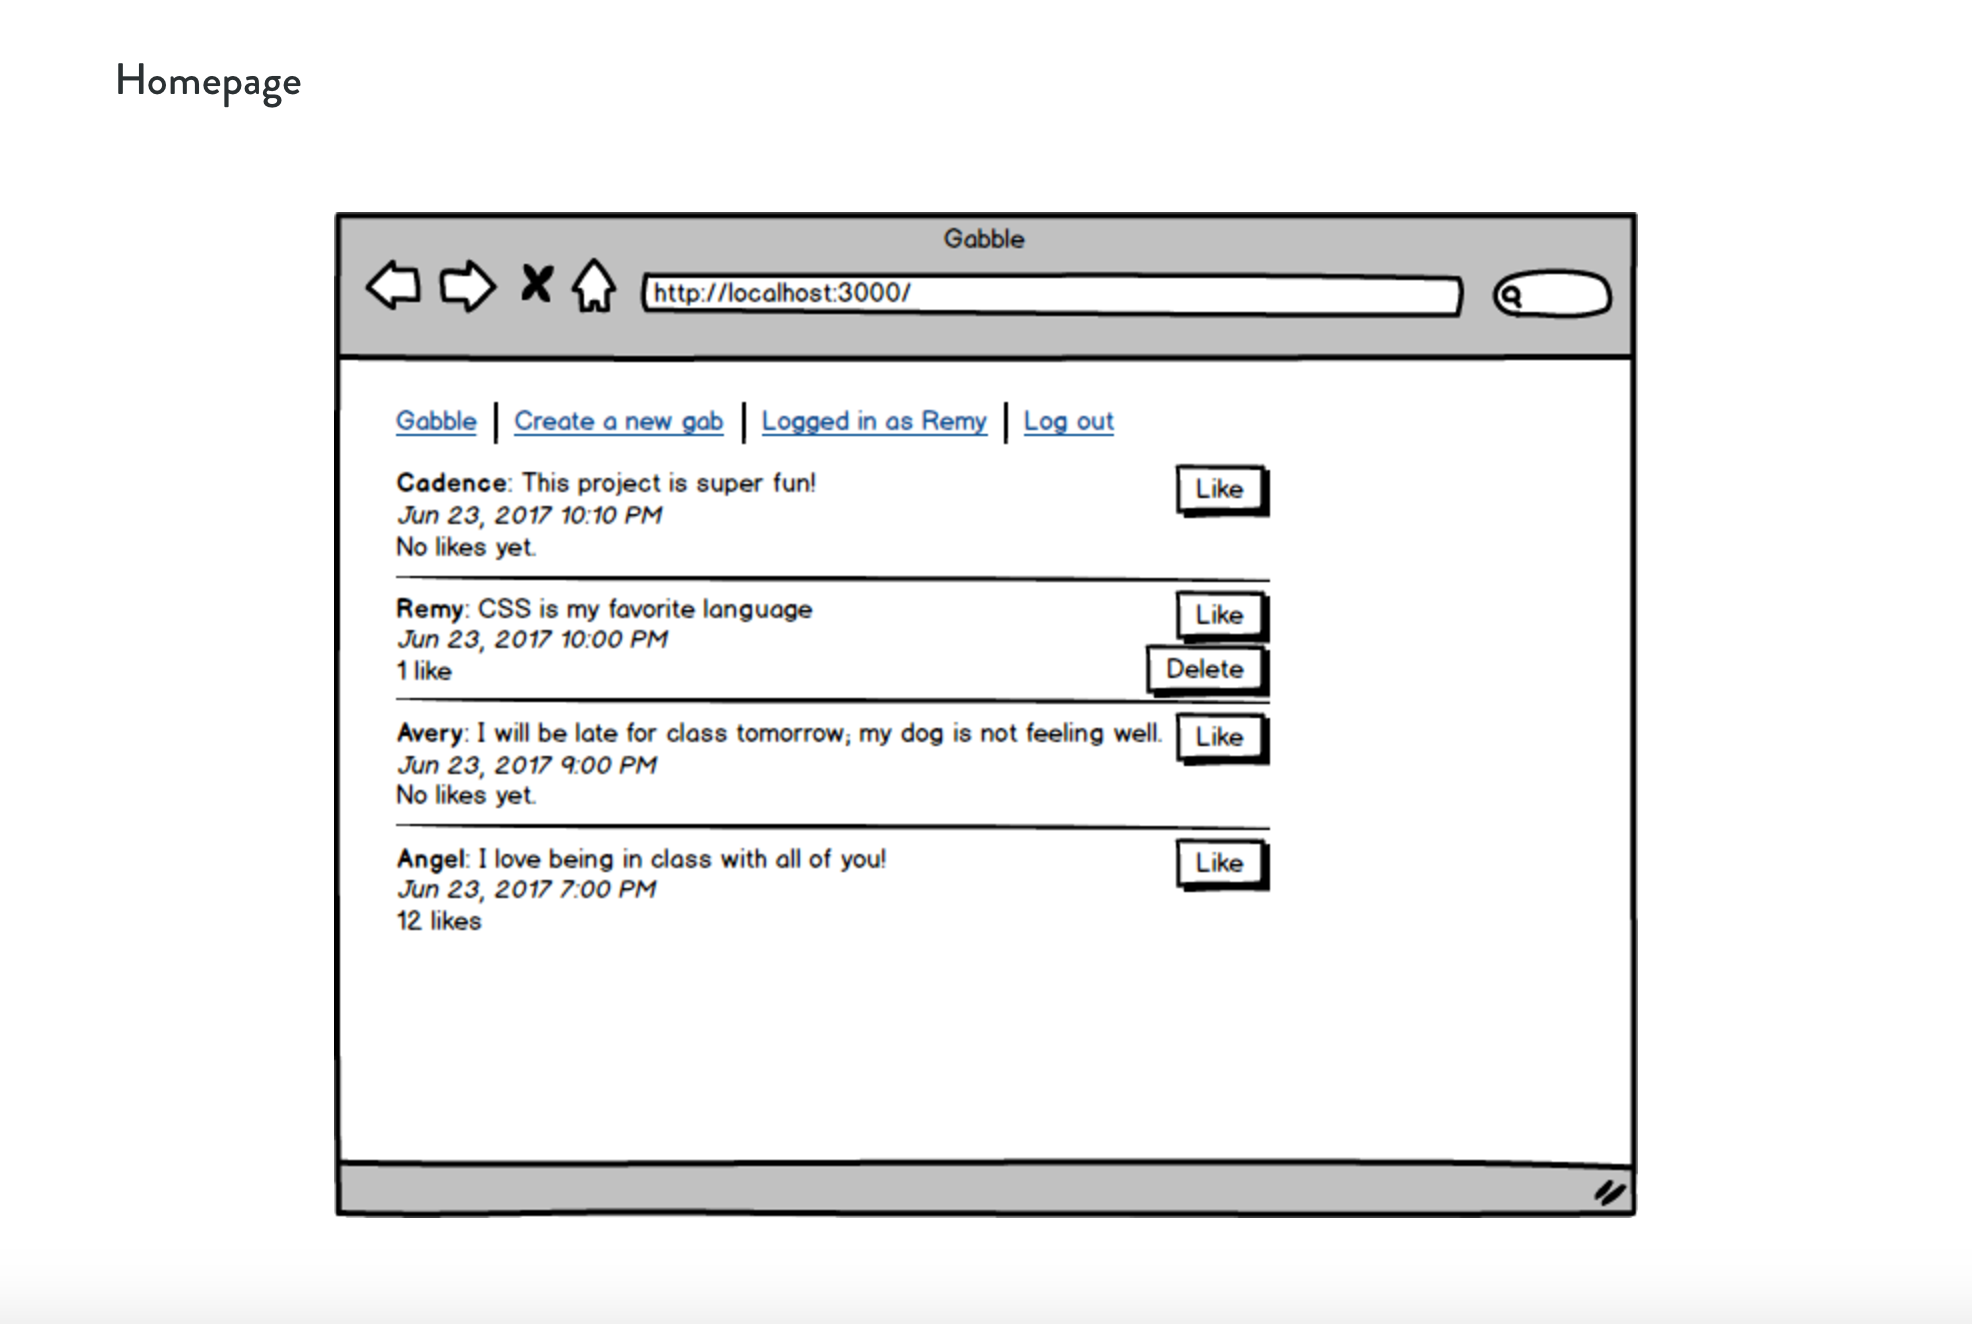 Homepage
Gabble
http://localhost:3000/
Gabble | Create a new gab | Logged in as Remy | Log out
Cadence: This project is super fun!
Like
Jun 23, 2017 10:10 PM
No likes yet.
Remy: CSS is my favorite language
Like
Jun 23, 2017 10:00 PM
1 like
Delete
Avery: I will be late for class tomorrow; my dog is not feeling well.
Like
Jun 23, 2017 9:00 PM
No likes yet.
Angel: I love being in class with all of you!
Like
Jun 23, 2017 7:00 PM
12 likes